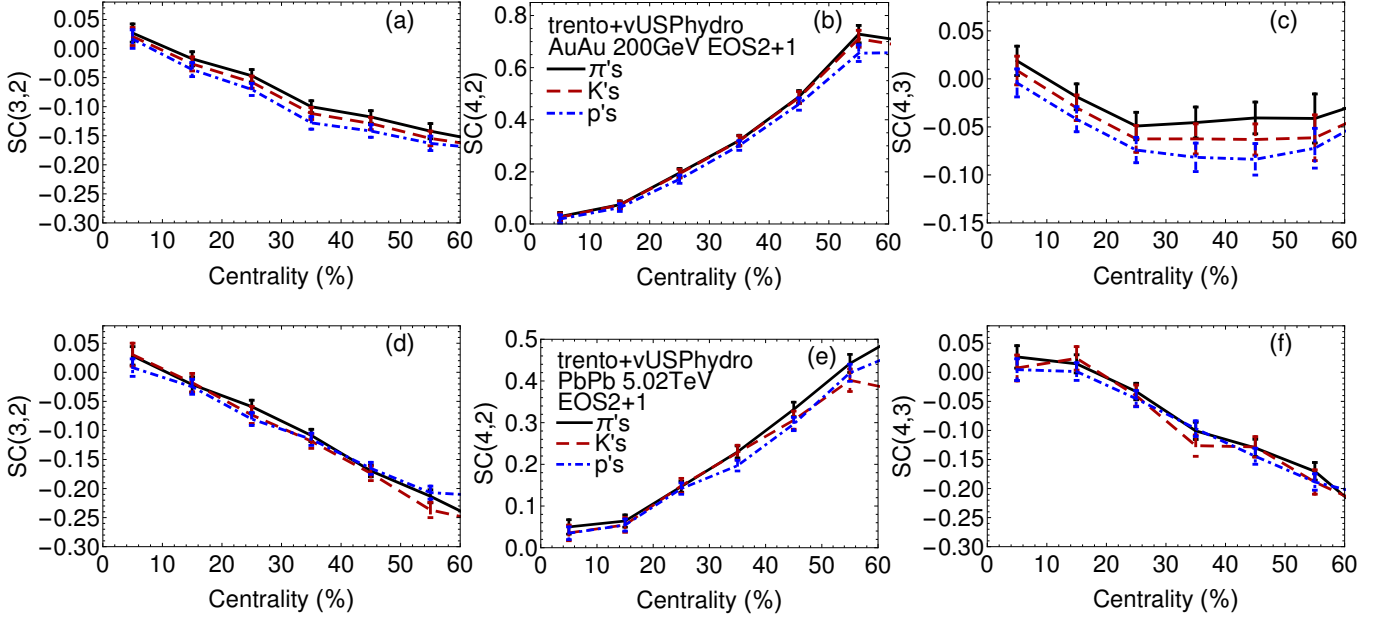 (a)
SC(3,2)
0.05
0.00
−0.05
−0.10
−0.15
−0.20
−0.25
−0.30
0 10 20 30 40 50 60
Centrality (%)
(b)
trento+vUSPhydro
AuAu 200GeV EOS2+1
π's
K's
p's
SC(4,2)
0.8
0.6
0.4
0.2
0.0
0 10 20 30 40 50 60
Centrality (%)
(c)
SC(4,3)
0.05
0.00
−0.05
−0.10
−0.15
0 10 20 30 40 50 60
Centrality (%)
(d)
SC(3,2)
0.05
0.00
−0.05
−0.10
−0.15
−0.20
−0.25
−0.30
0 10 20 30 40 50 60
Centrality (%)
(e)
trento+vUSPhydro
PbPb 5.02TeV
EOS2+1
π's
K's
p's
SC(4,2)
0.5
0.4
0.3
0.2
0.1
0.0
0 10 20 30 40 50 60
Centrality (%)
(f)
SC(4,3)
0.05
0.00
−0.05
−0.10
−0.15
−0.20
−0.25
−0.30
0 10 20 30 40 50 60
Centrality (%)